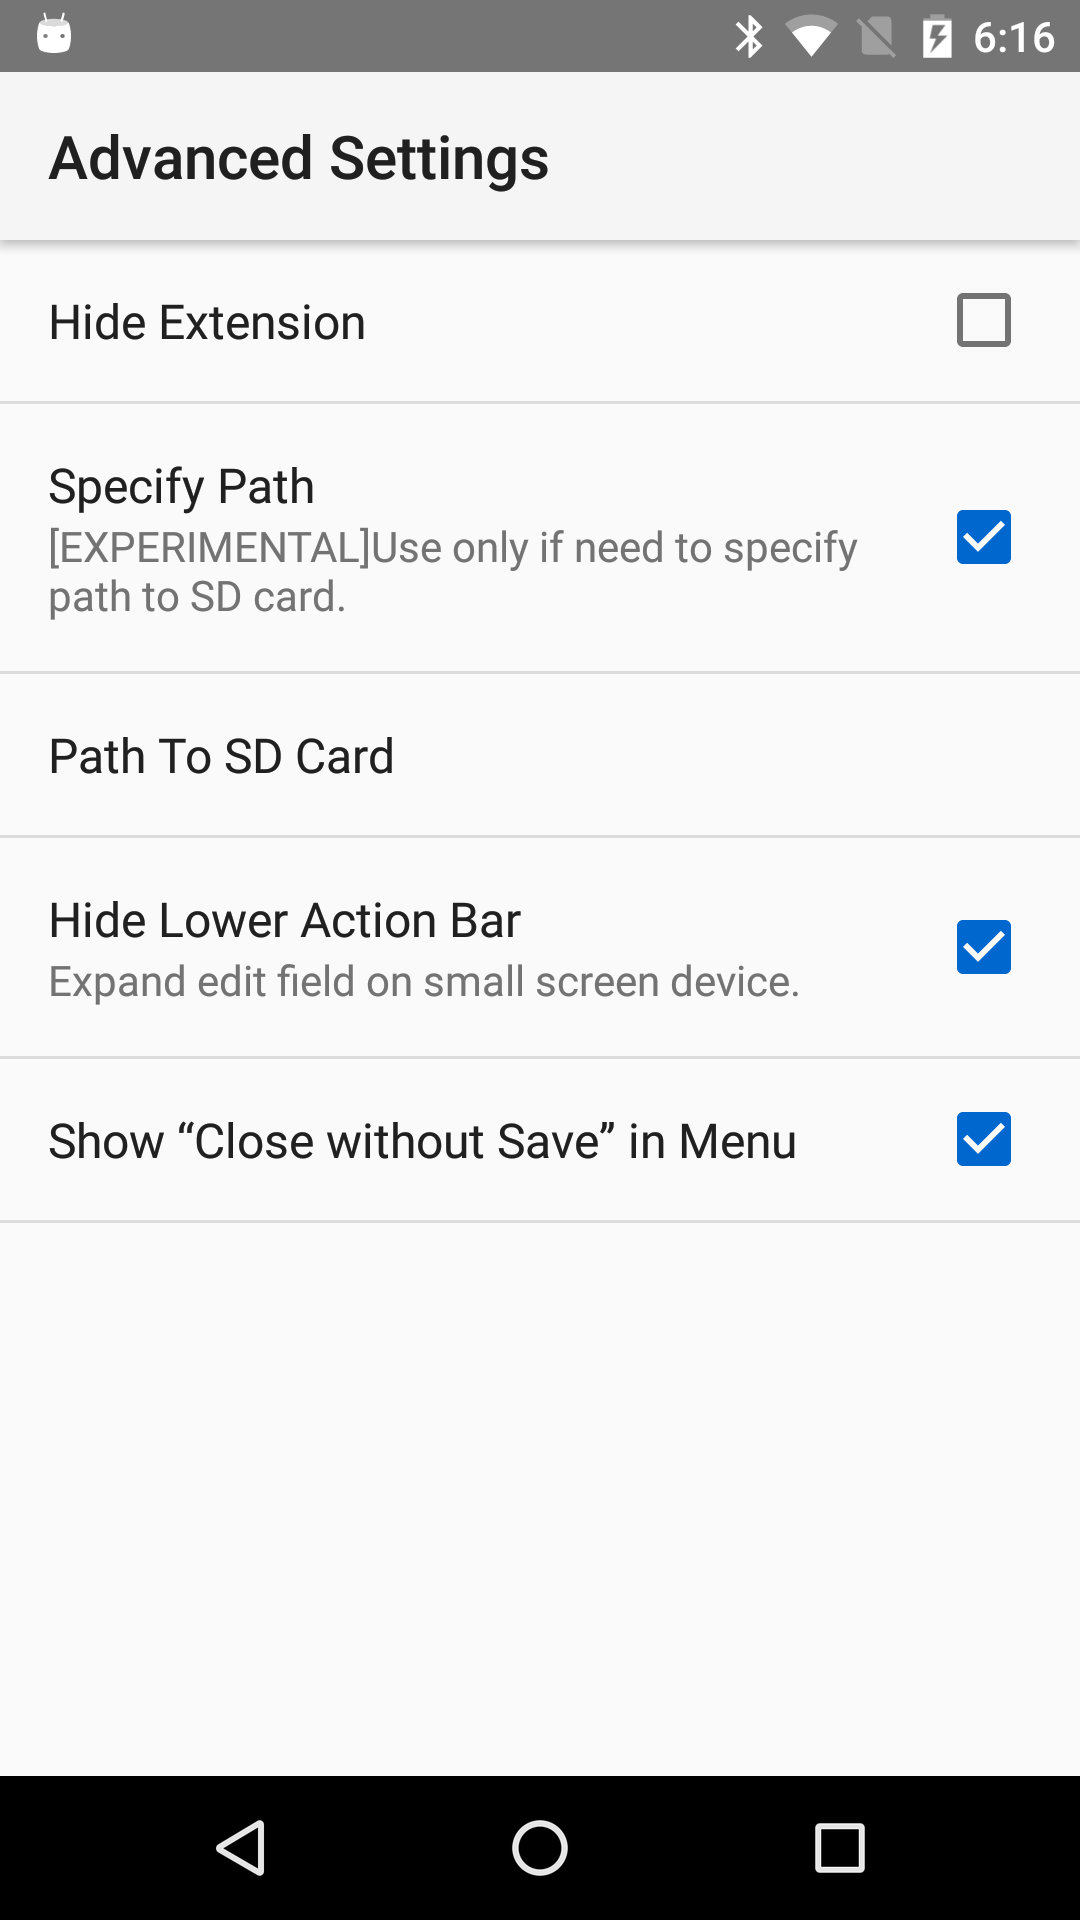 6:16
Advanced Settings
Hide Extension
Specify Path
[EXPERIMENTAL]Use only if need to specify
path to SD card.
Path To SD Card
Hide Lower Action Bar
Expand edit field on small screen device.
Show “Close without Save” in Menu